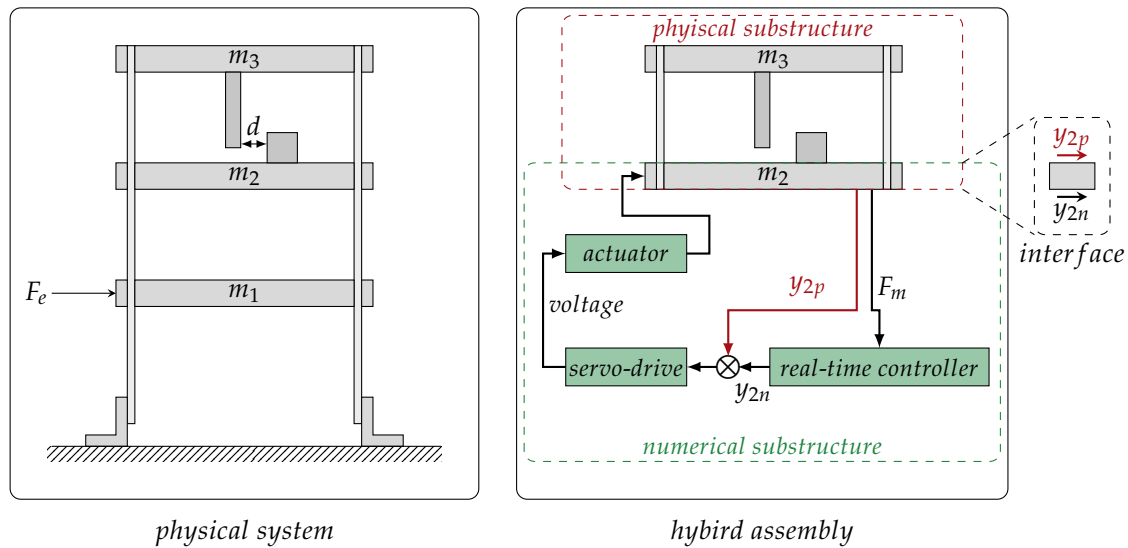 m3
d
m2
Fe
m1
physical system
phyiscal substructure
m3
m2
y2p
y2n
interface
actuator
voltage
y2p
Fm
servo-drive
y2n
real-time controller
numerical substructure
hybird assembly